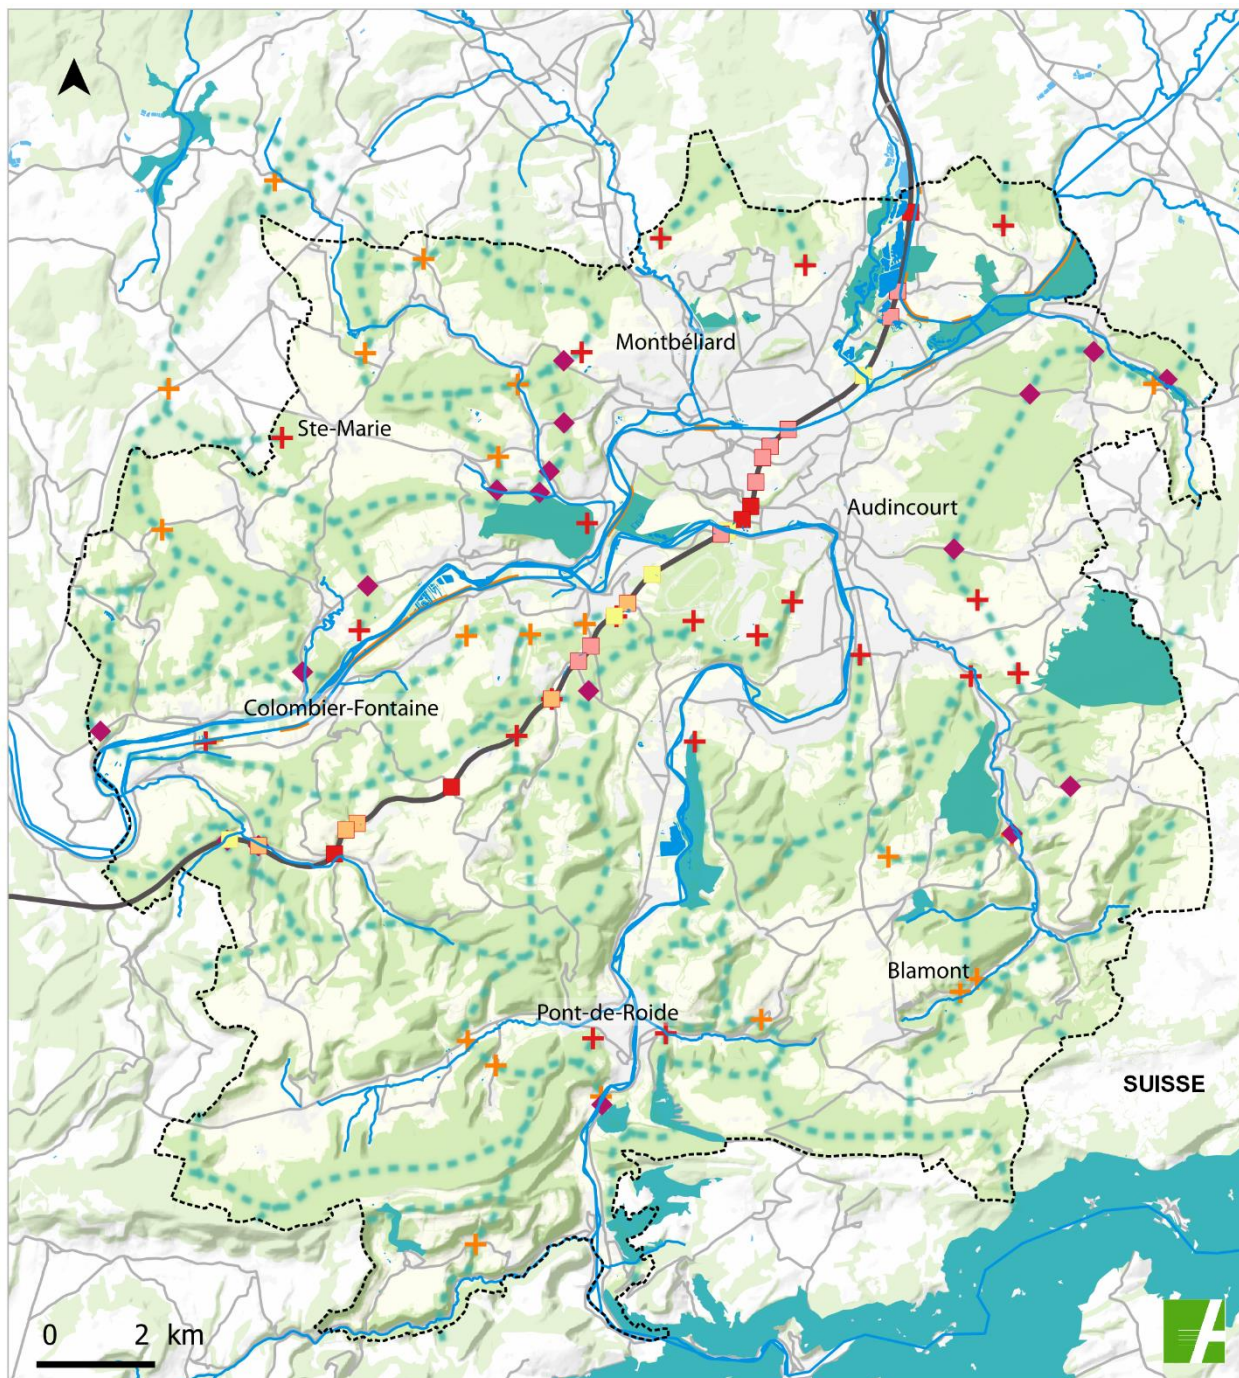 Montbéliard
Ste-Marie
Audincourt
Colombier-Fontaine
Blamont
Pont-de-Roide
SUISSE
0 2 km